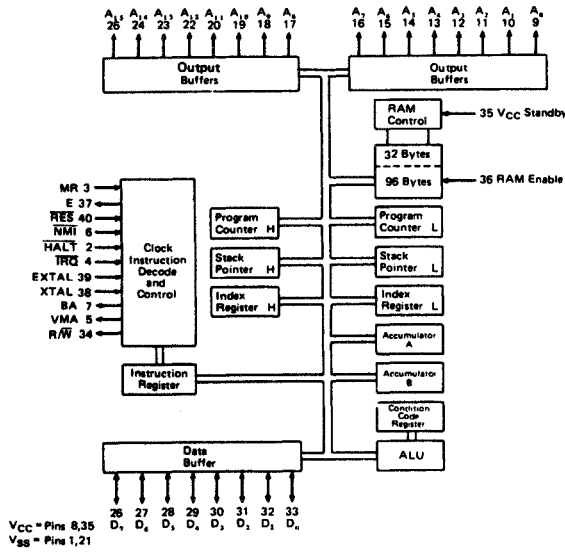 A₁₅ A₁₄ A₁₃ A₁₂ A₁₁ A₁₀ A₉ A₈
25 24 23 22 20 19 18 17
A₇ A₆ A₅ A₄ A₃ A₂ A₁ A₀
16 15 14 13 12 11 10 9
Output
Buffers
Output
Buffers
RAM
Control
35 VCC Standby
32 Bytes
96 Bytes
36 RAM Enable
MR 3
E 37
R̅E̅S̅ 40
N̅M̅I̅ 6
H̅A̅L̅T̅ 2
I̅R̅Q̅ 4
EXTAL 39
XTAL 38
BA 7
VMA 5
R/W̅ 34
Clock
Instruction
Decode
and
Control
Program
Counter H
Program
Counter L
Stack
Pointer H
Stack
Pointer L
Index
Register H
Index
Register L
Accumulator
A
Instruction
Register
Accumulator
B
Condition
Code
Register
ALU
Data
Buffer
26 27 28 29 30 31 32 33
D₇ D₆ D₅ D₄ D₃ D₂ D₁ D₀
VCC = Pins 8,35
VSS = Pins 1,21